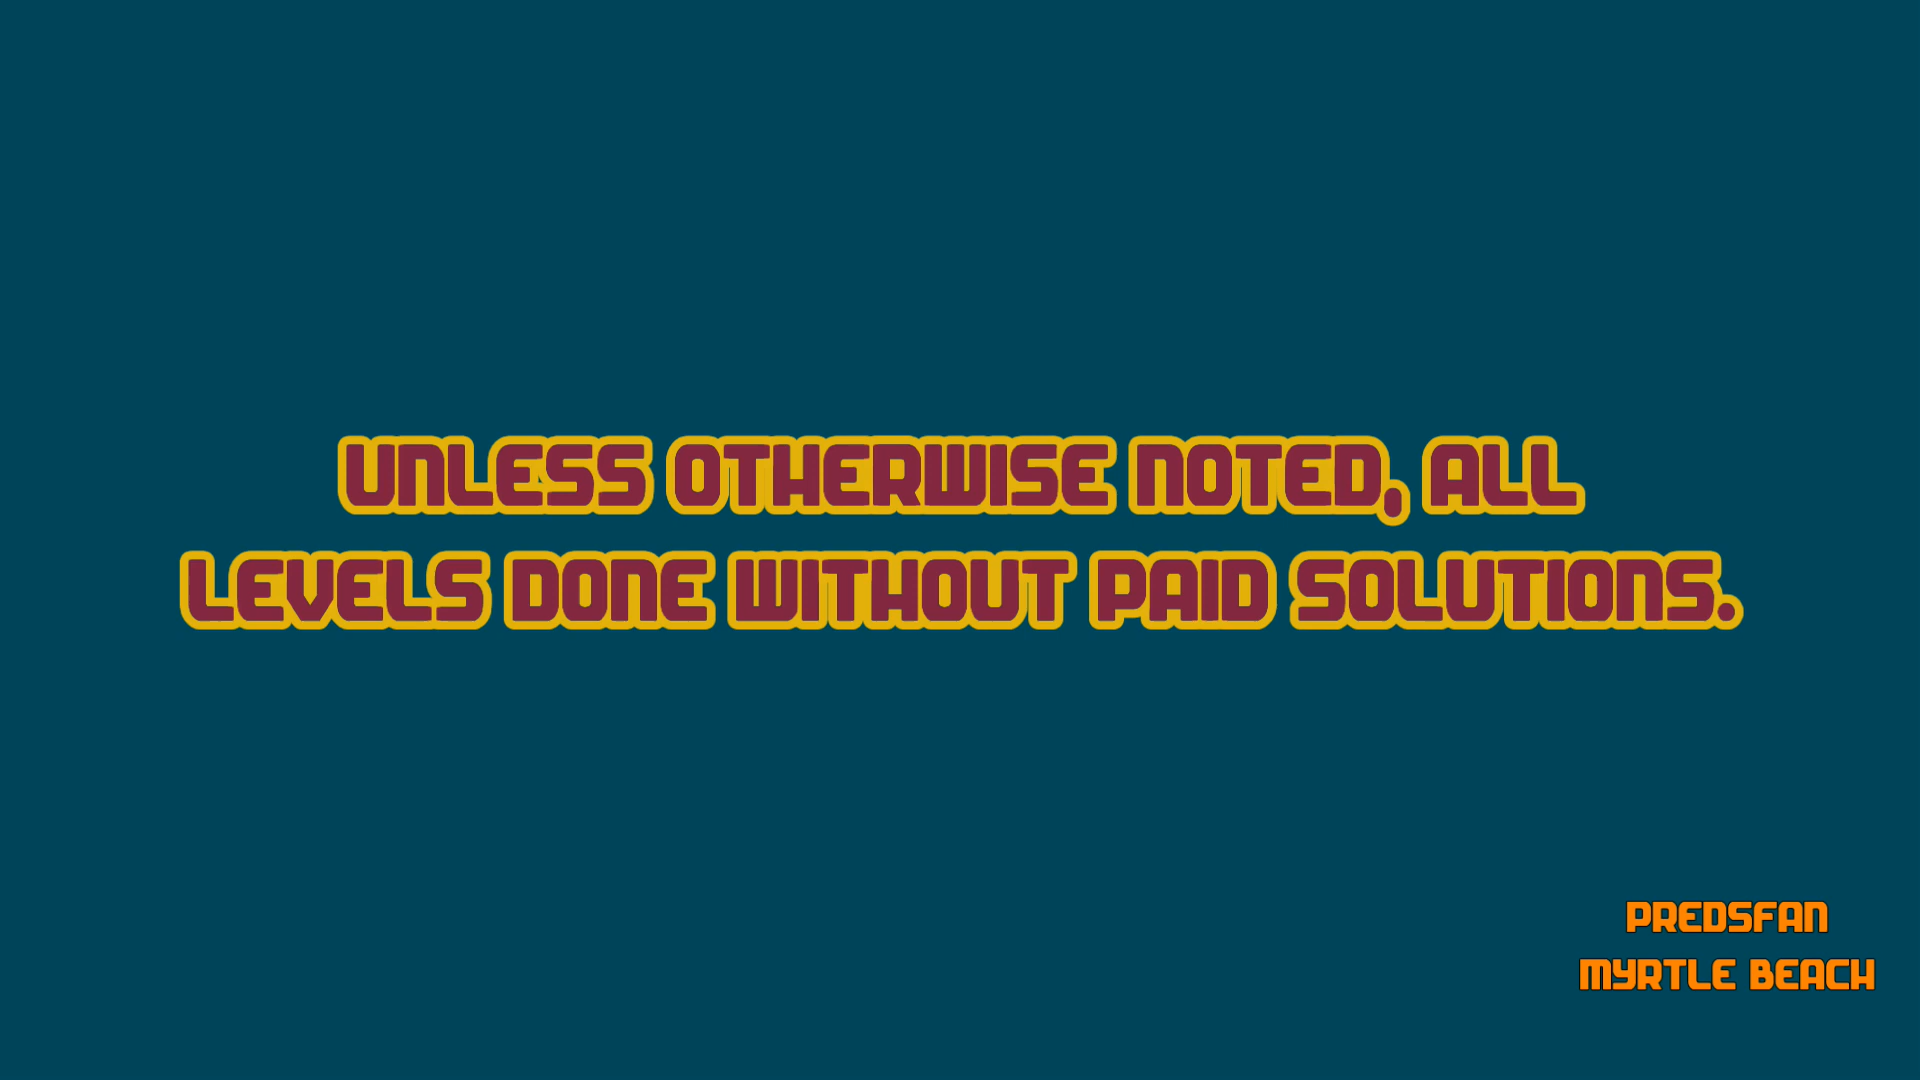 UNLESS OTHERWISE NOTED, ALL
LEVELS DONE WITHOUT PAID SOLUTIONS.
PREDSFAN
MYRTLE BEACH